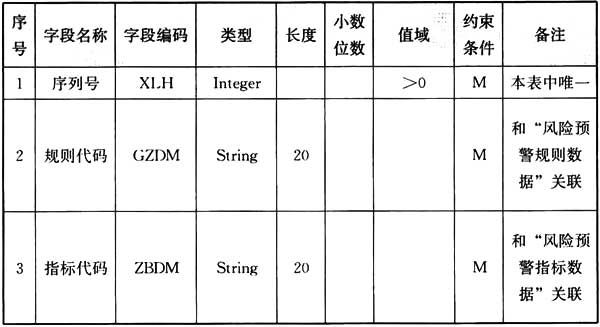 序号 字段名称 字段编码 类型 长度 小数位数 值域 约束条件 备注
1 序列号 XLH Integer >0 M 本表中唯一
2 规则代码 GZDM String 20 M 和“风险预警规则数据”关联
3 指标代码 ZBDM String 20 M 和“风险预警指标数据”关联